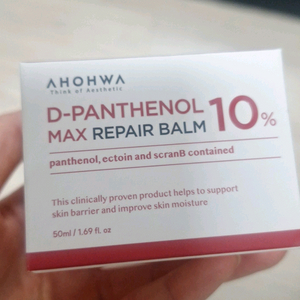 AHOHWA
Think of Aesthetic
D-PANTHENOL
MAX REPAIR BALM 10%
panthenol, ectoin and scranB contained
This clinically proven product helps to support
skin barrier and improve skin moisture
50ml / 1.69 fl. oz